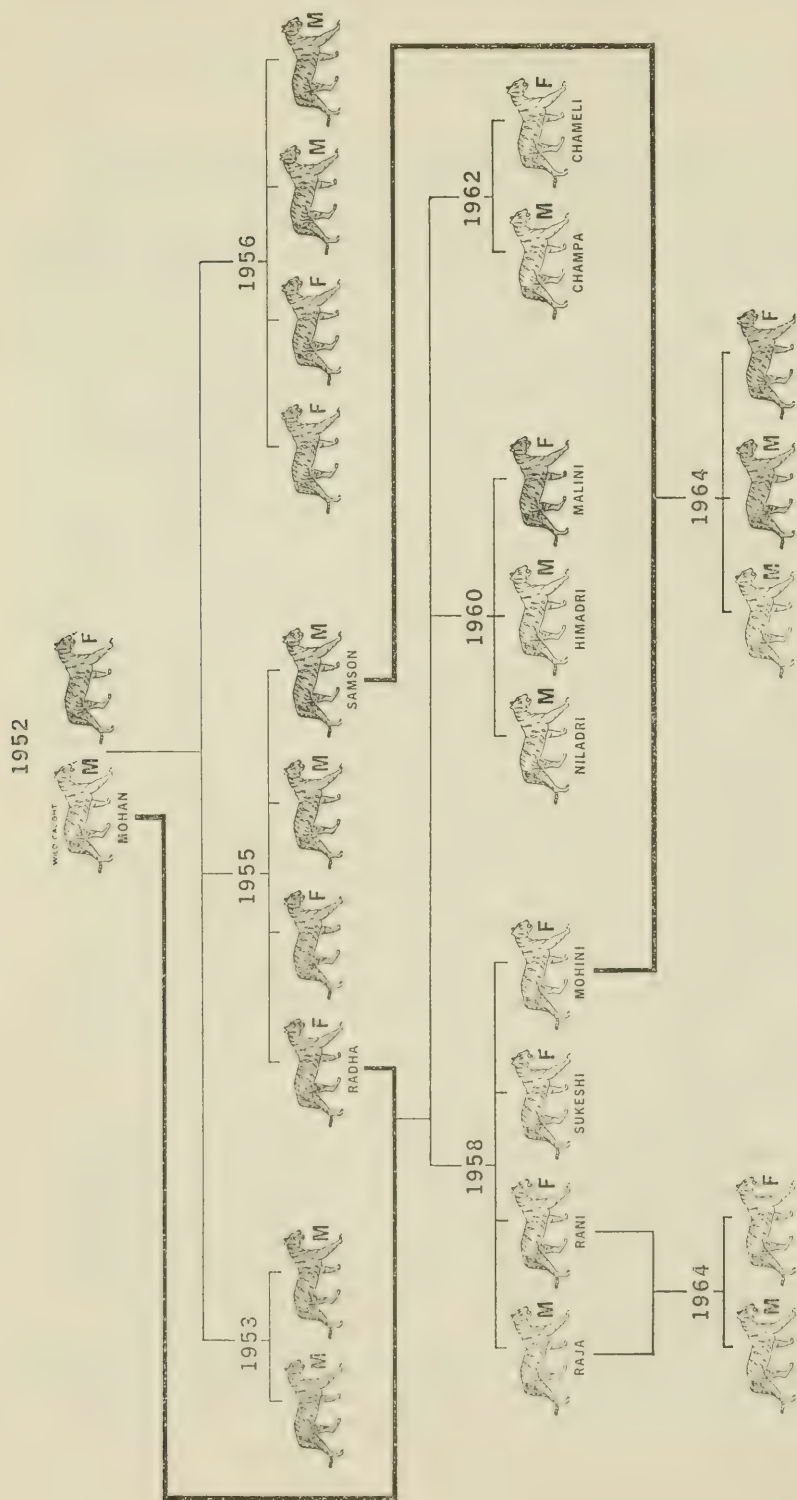 1952
WILD CAUGHT
M F
MOHAN
1953 1955 1956
M M F F M M F F M M
RADHA SAMSON
1958 1960 1962
M F F F M M F M F
RAJA RANI SUKESHI MOHINI NILADRI HIMADRI MALINI CHAMPA CHAMELI
1964 1964
M F M M F